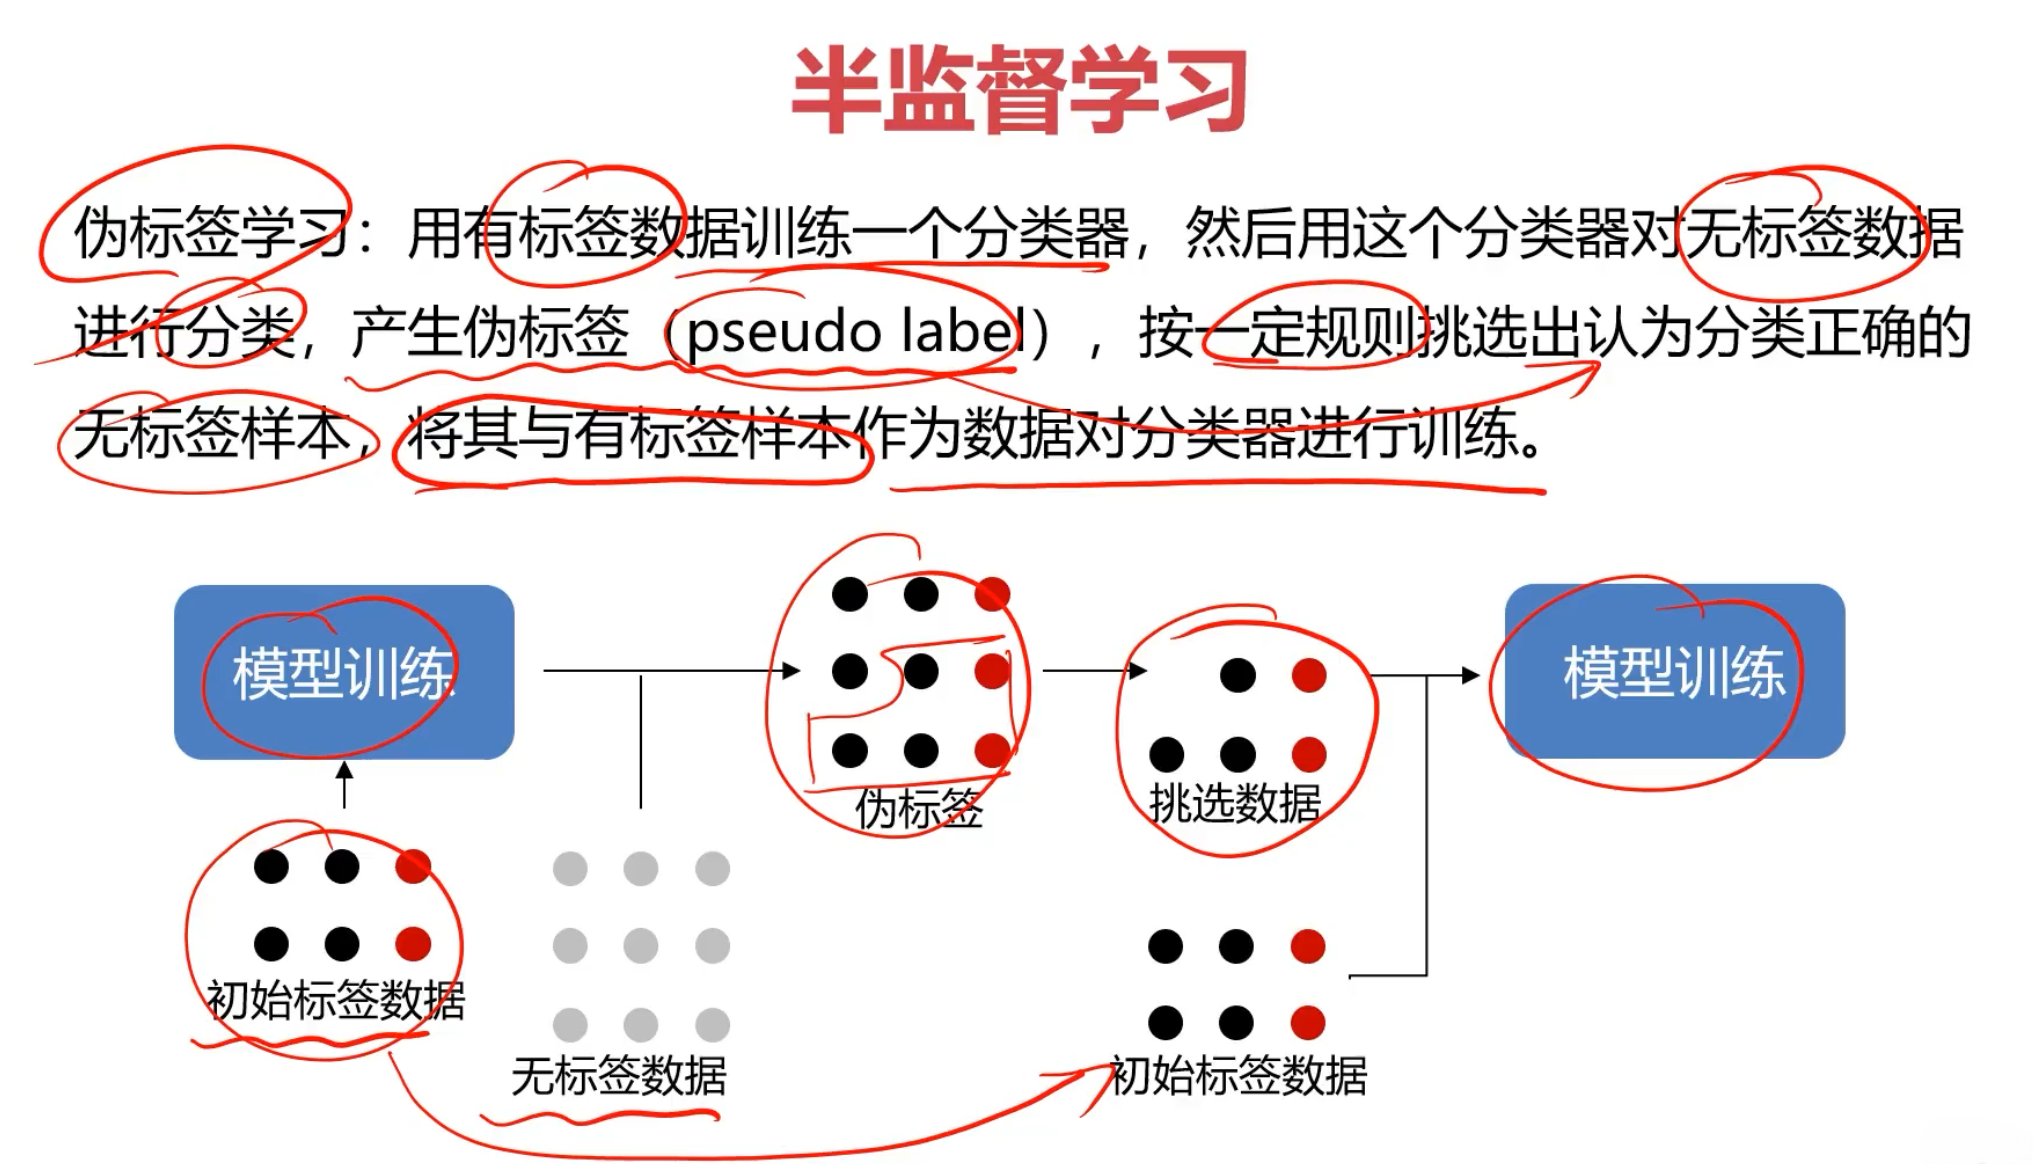 半监督学习
伪标签学习：用有标签数据训练一个分类器，然后用这个分类器对无标签数据
进行分类，产生伪标签（pseudo label），按一定规则挑选出认为分类正确的
无标签样本，将其与有标签样本作为数据对分类器进行训练。
模型训练
模型训练
伪标签
挑选数据
初始标签数据
无标签数据
初始标签数据